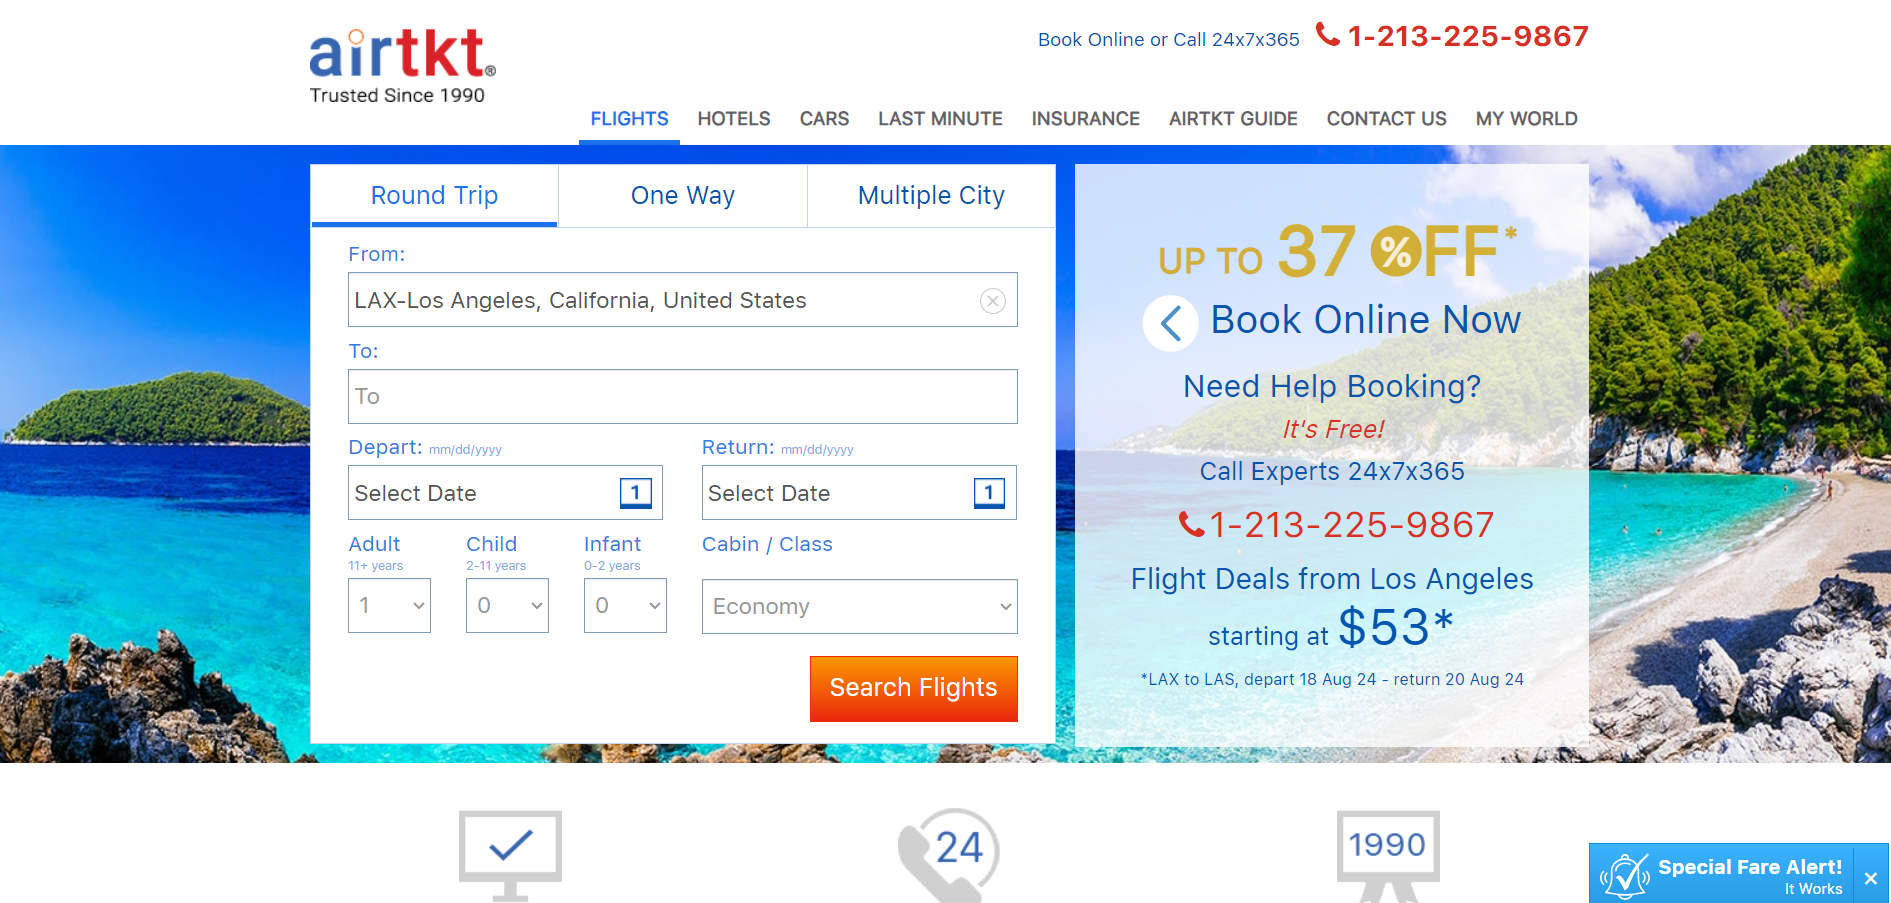 airtkt®
Trusted Since 1990
Book Online or Call 24x7x365 1-213-225-9867
FLIGHTS HOTELS CARS LAST MINUTE INSURANCE AIRTKT GUIDE CONTACT US MY WORLD
Round Trip One Way Multiple City
From:
LAX-Los Angeles, California, United States
To:
To
Depart: mm/dd/yyyy Return: mm/dd/yyyy
Select Date 1 Select Date 1
Adult Child Infant Cabin / Class
11+ years 2-11 years 0-2 years
1 0 0 Economy
Search Flights
UP TO 37 %FF*
Book Online Now
Need Help Booking?
It's Free!
Call Experts 24x7x365
1-213-225-9867
Flight Deals from Los Angeles
starting at $53*
*LAX to LAS, depart 18 Aug 24 - return 20 Aug 24
24
1990
Special Fare Alert!
It Works